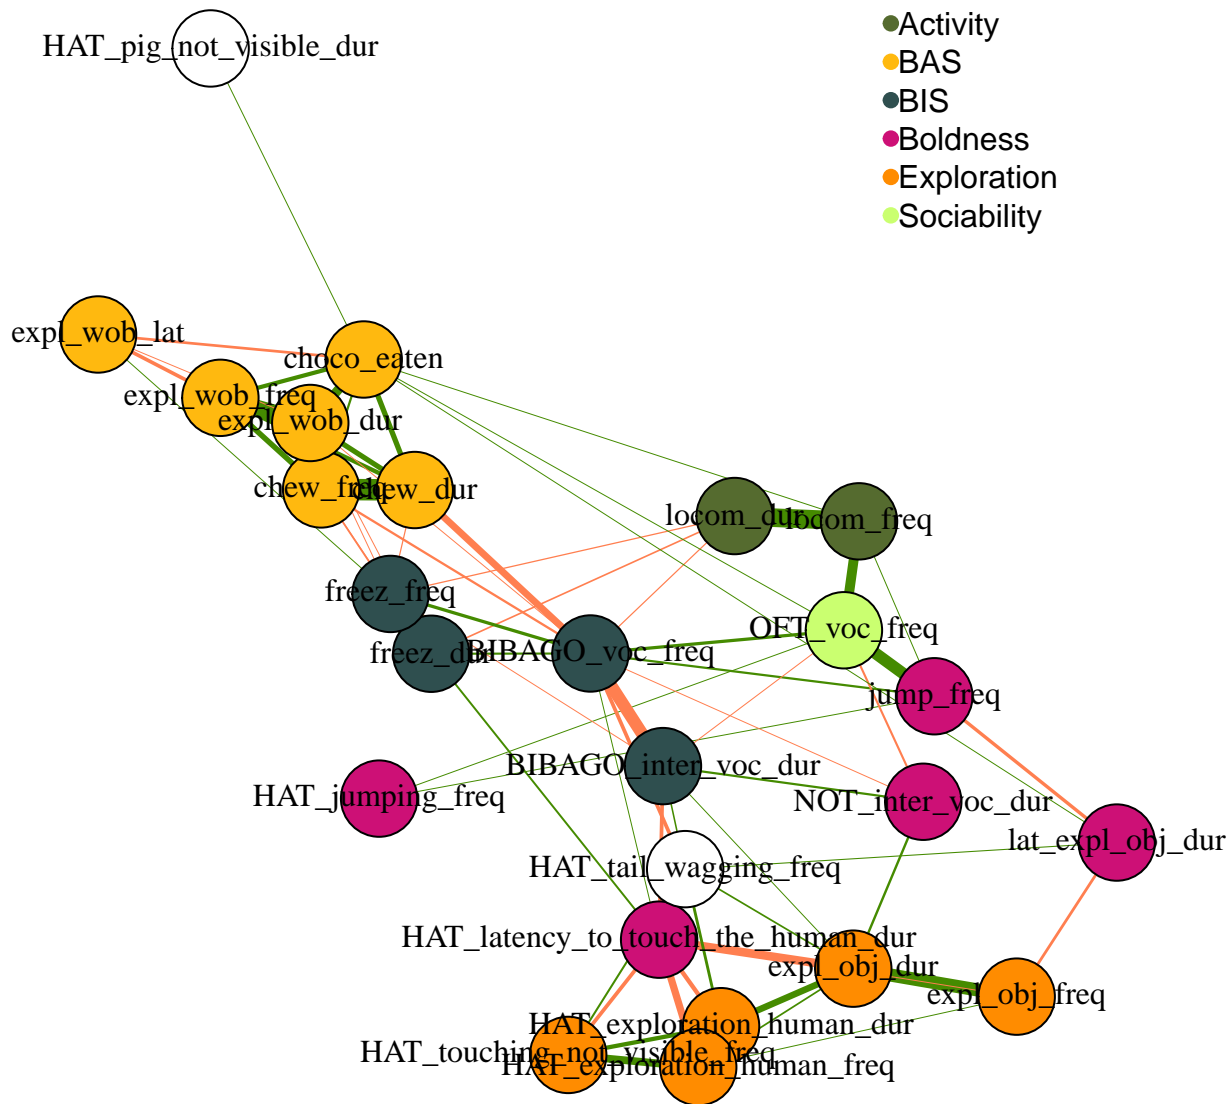 Activity
HAT_pig_not_visible_dur
BAS
BIS
Boldness
Exploration
Sociability
expl_wob_lat
choco_eaten
expl_wob_freq
expl_wob_dur
chew_freq
chew_dur
locom_dur
locom_freq
freez_freq
OFT_voc_freq
freez_dur
BIBAGO_voc_freq
jump_freq
BIBAGO_inter_voc_dur
HAT_jumping_freq
NOT_inter_voc_dur
lat_expl_obj_dur
HAT_tail_wagging_freq
HAT_latency_to_touch_the_human_dur
expl_obj_dur
expl_obj_freq
HAT_exploration_human_dur
HAT_touching_not_visible_freq
HAT_exploration_human_freq